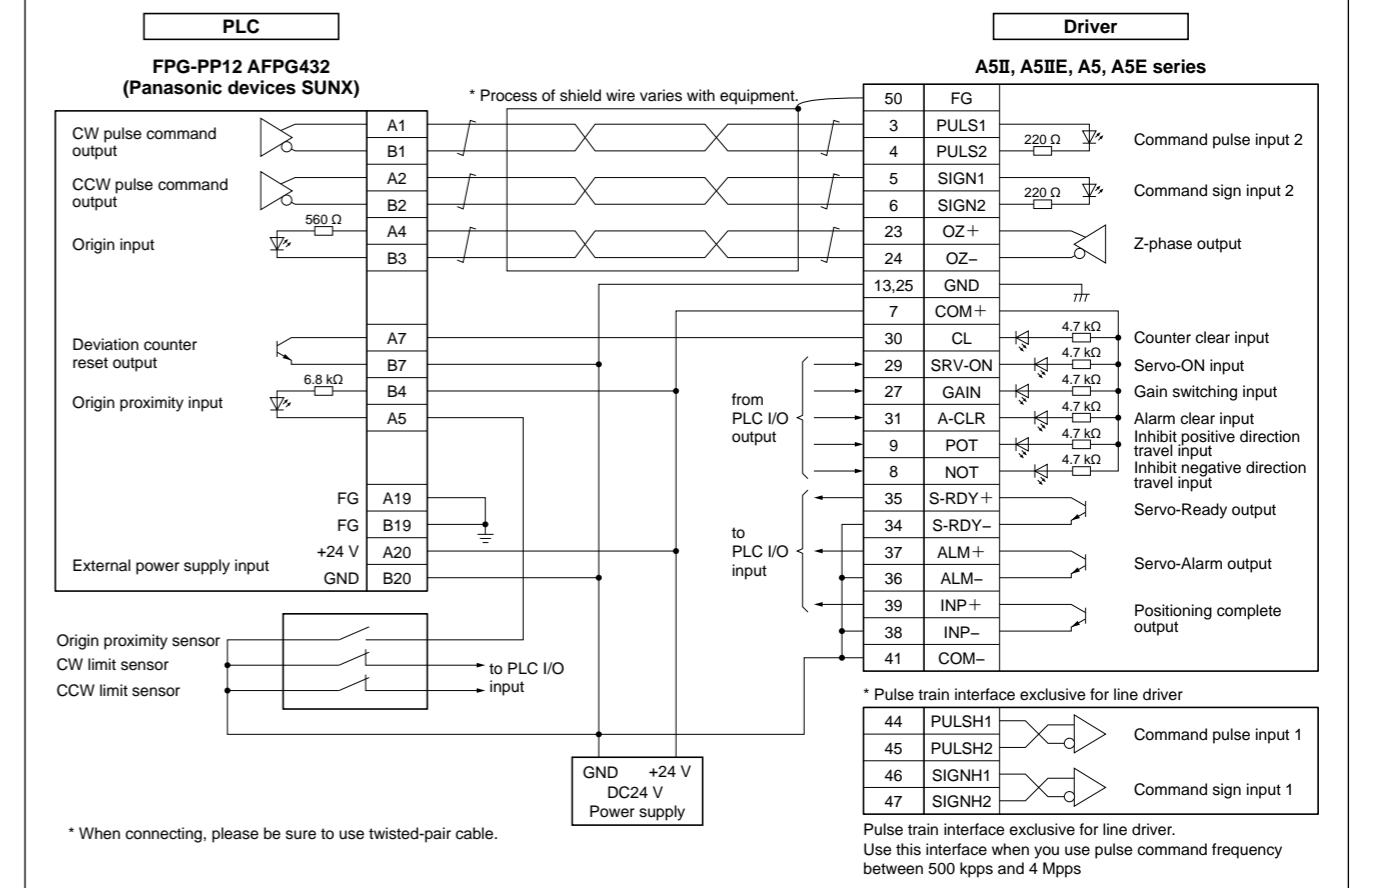 PLC
Driver
FPG-PP12 AFPG432
(Panasonic devices SUNX)
A5II, A5IIE, A5, A5E series
* Process of shield wire varies with equipment.
CW pulse command
output
A1
B1
CCW pulse command
output
A2
B2
560 Ω
Origin input
A4
B3
Deviation counter
reset output
A7
B7
6.8 kΩ
Origin proximity input
B4
A5
FG A19
FG B19
+24 V A20
External power supply input
GND B20
Origin proximity sensor
CW limit sensor
CCW limit sensor
to PLC I/O
input
from
PLC I/O
output
to
PLC I/O
input
GND +24 V
DC24 V
Power supply
* When connecting, please be sure to use twisted-pair cable.
50 FG
3 PULS1
4 PULS2
220 Ω
Command pulse input 2
5 SIGN1
6 SIGN2
220 Ω
Command sign input 2
23 OZ+
24 OZ−
Z-phase output
13,25 GND
7 COM+
30 CL 4.7 kΩ Counter clear input
29 SRV-ON 4.7 kΩ Servo-ON input
27 GAIN 4.7 kΩ Gain switching input
31 A-CLR 4.7 kΩ Alarm clear input
9 POT 4.7 kΩ Inhibit positive direction
travel input
8 NOT 4.7 kΩ Inhibit negative direction
travel input
35 S-RDY+
34 S-RDY−
Servo-Ready output
37 ALM+
36 ALM−
Servo-Alarm output
39 INP+
38 INP−
Positioning complete
output
41 COM−
* Pulse train interface exclusive for line driver
44 PULSH1
45 PULSH2
Command pulse input 1
46 SIGNH1
47 SIGNH2
Command sign input 1
Pulse train interface exclusive for line driver.
Use this interface when you use pulse command frequency
between 500 kpps and 4 Mpps